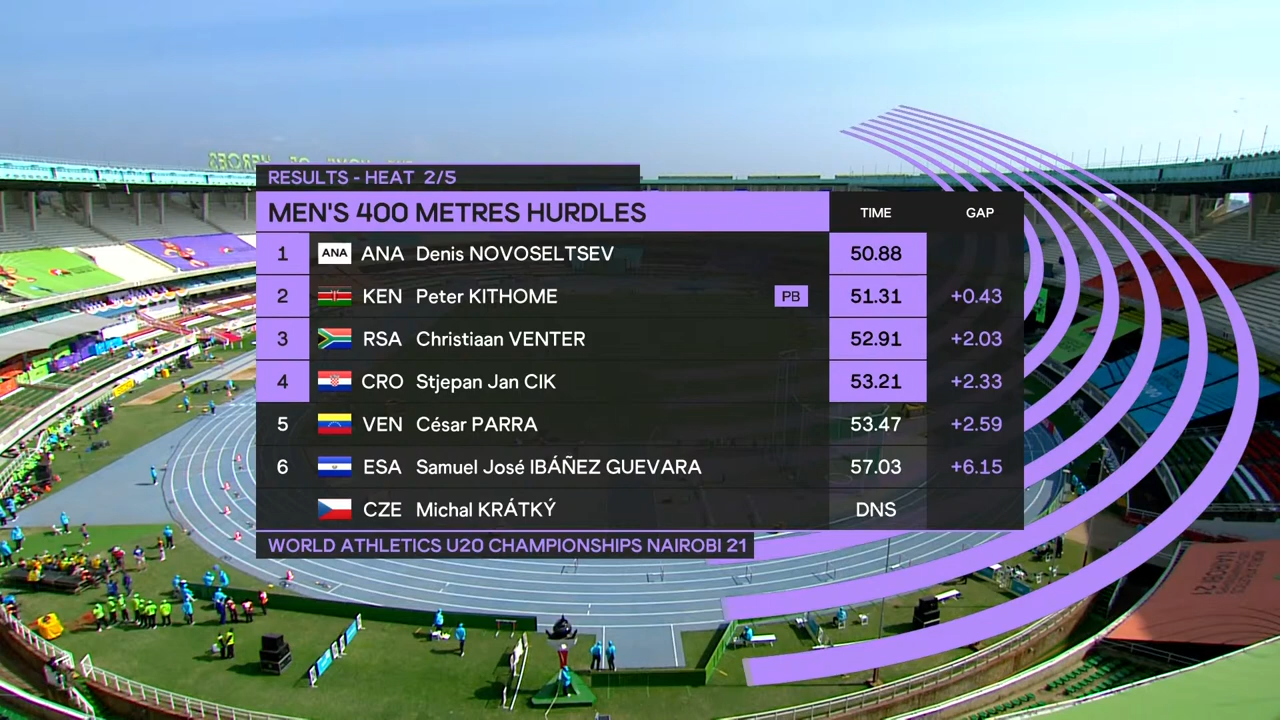 RESULTS - HEAT 2/5
MEN'S 400 METRES HURDLES TIME GAP
1 ANA ANA Denis NOVOSELTSEV 50.88
2 KEN Peter KITHOME PB 51.31 +0.43
3 RSA Christiaan VENTER 52.91 +2.03
4 CRO Stjepan Jan CIK 53.21 +2.33
5 VEN César PARRA 53.47 +2.59
6 ESA Samuel José IBÁÑEZ GUEVARA 57.03 +6.15
CZE Michal KRÁTKÝ DNS
WORLD ATHLETICS U20 CHAMPIONSHIPS NAIROBI 21